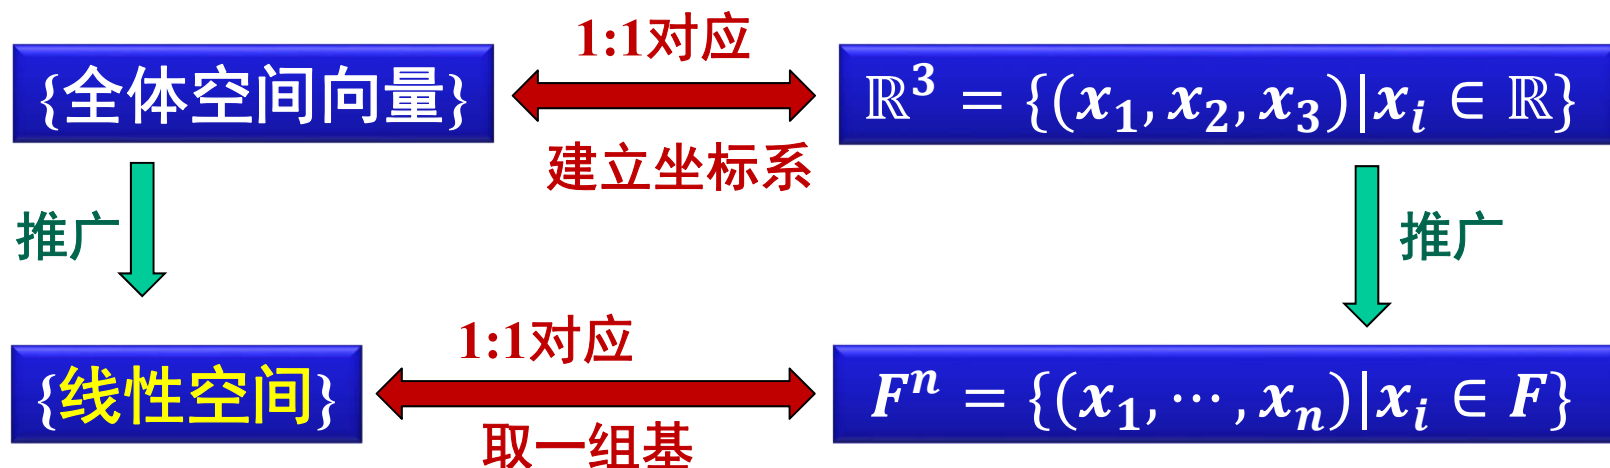 1:1对应
{全体空间向量}
ℝ³ = {(x₁, x₂, x₃)|xᵢ ∈ ℝ}
建立坐标系
推广
推广
1:1对应
{线性空间}
Fⁿ = {(x₁, ⋯, xₙ)|xᵢ ∈ F}
取一组基